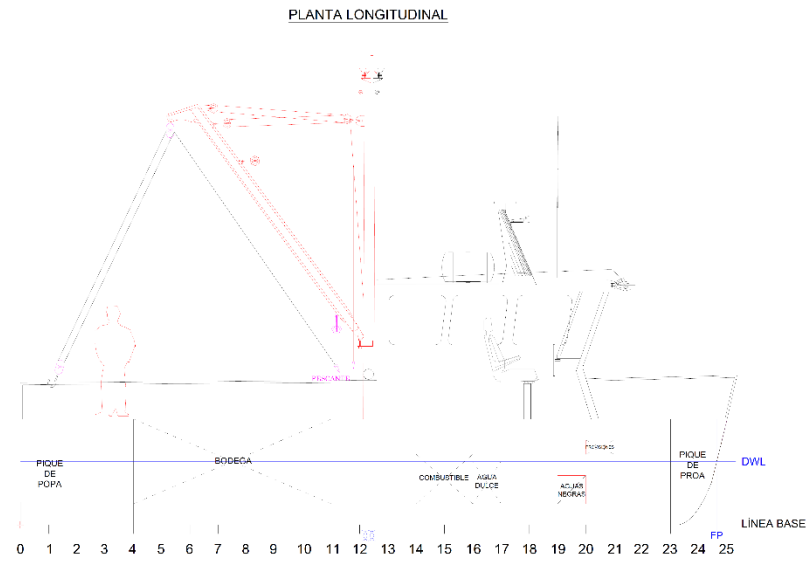 PLANTA LONGITUDINAL
PESCANTE
PROVISIONES
BODEGA
PIQUE
DE
POPA
COMBUSTIBLE
AGUA
DULCE
AGUAS
NEGRAS
PIQUE
DE
PROA
DWL
LÍNEA BASE
FP
0 1 2 3 4 5 6 7 8 9 10 11 12 13 14 15 16 17 18 19 20 21 22 23 24 25